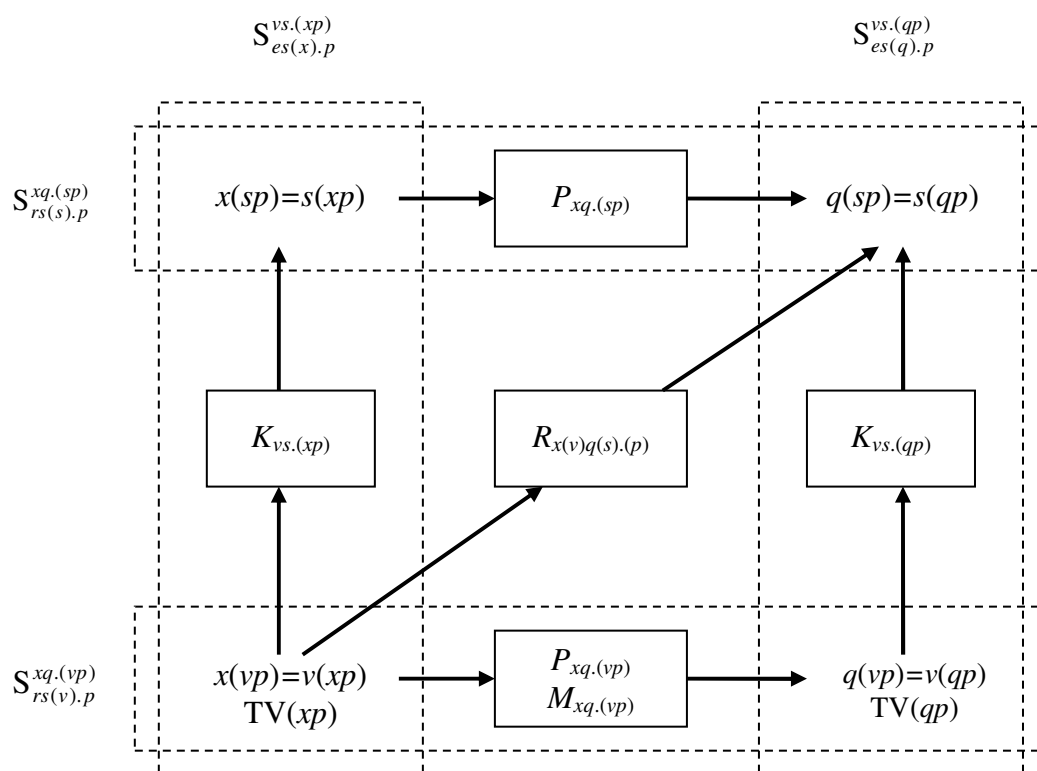 S^{vs.(xp)}_{es(x).p}
S^{vs.(qp)}_{es(q).p}
S^{xq.(sp)}_{rs(s).p}
x(sp)=s(xp)
P_{xq.(sp)}
q(sp)=s(qp)
K_{vs.(xp)}
R_{x(v)q(s).(p)}
K_{vs.(qp)}
S^{xq.(vp)}_{rs(v).p}
x(vp)=v(xp)
TV(xp)
P_{xq.(vp)}
M_{xq.(vp)}
q(vp)=v(qp)
TV(qp)